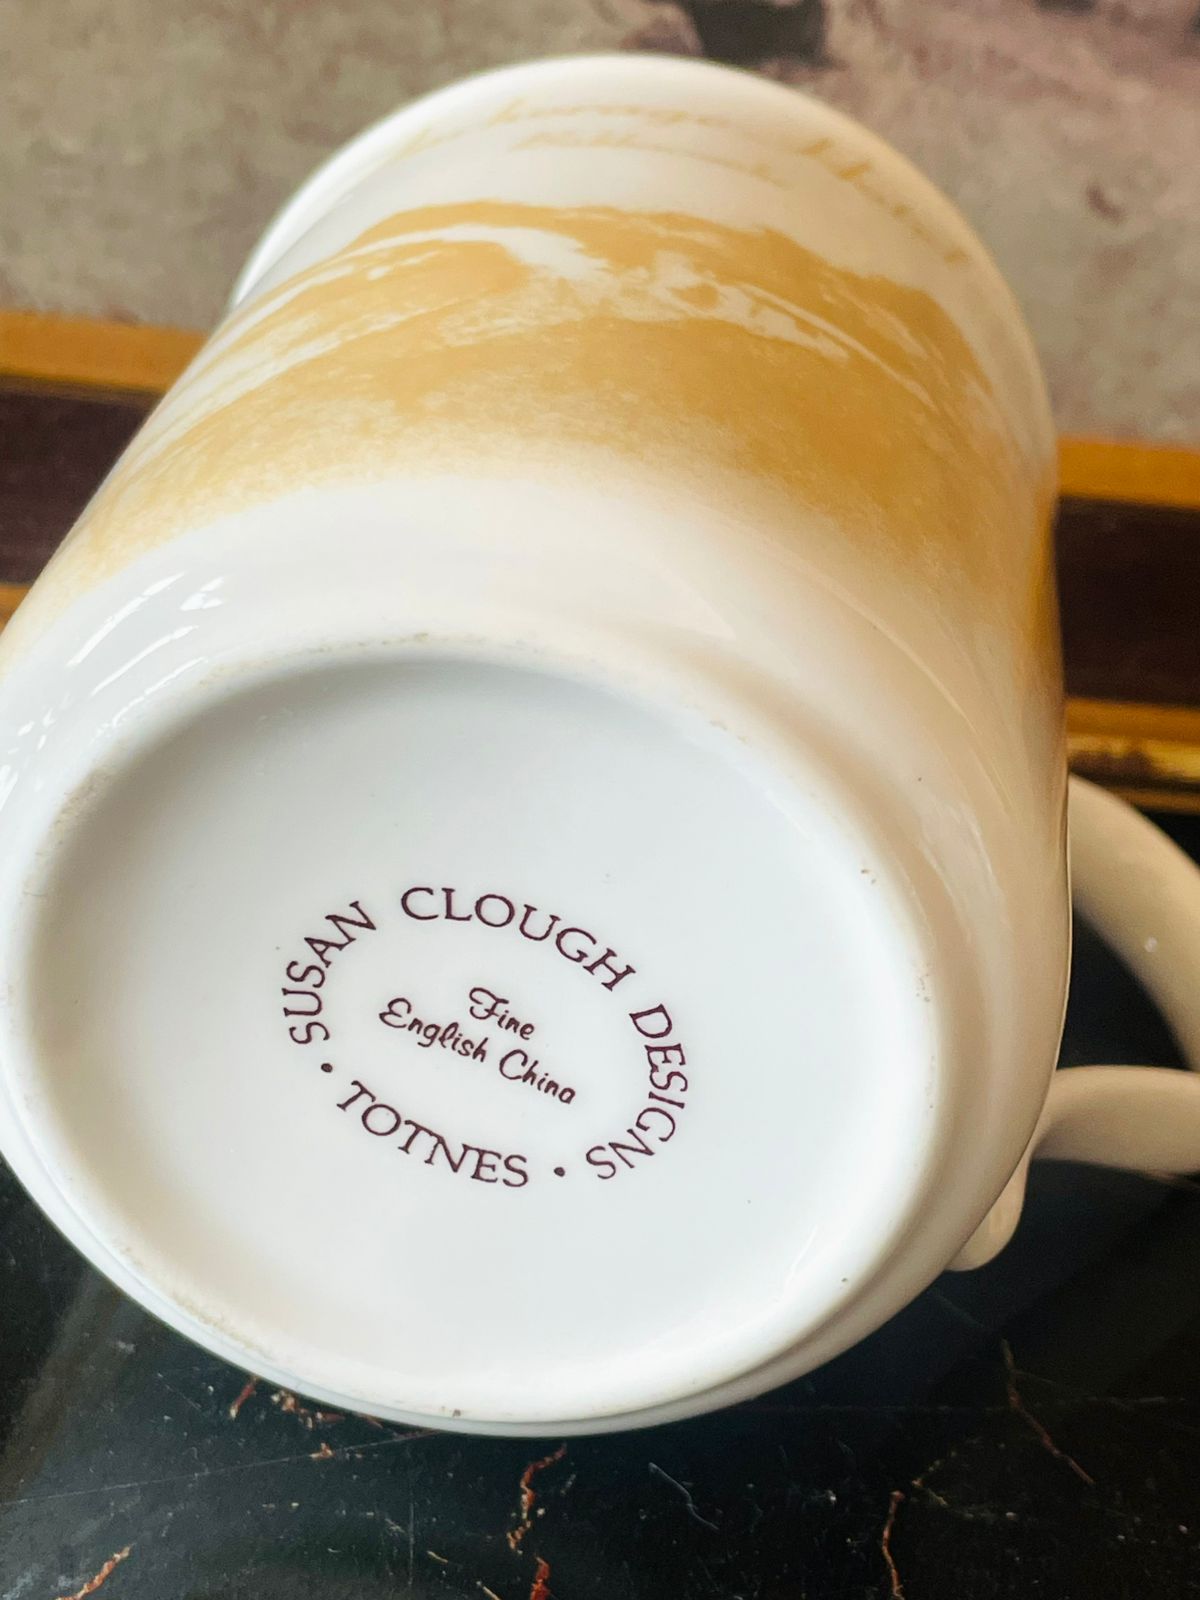 SUSAN CLOUGH DESIGNS
Fine
English China
• TOTNES •